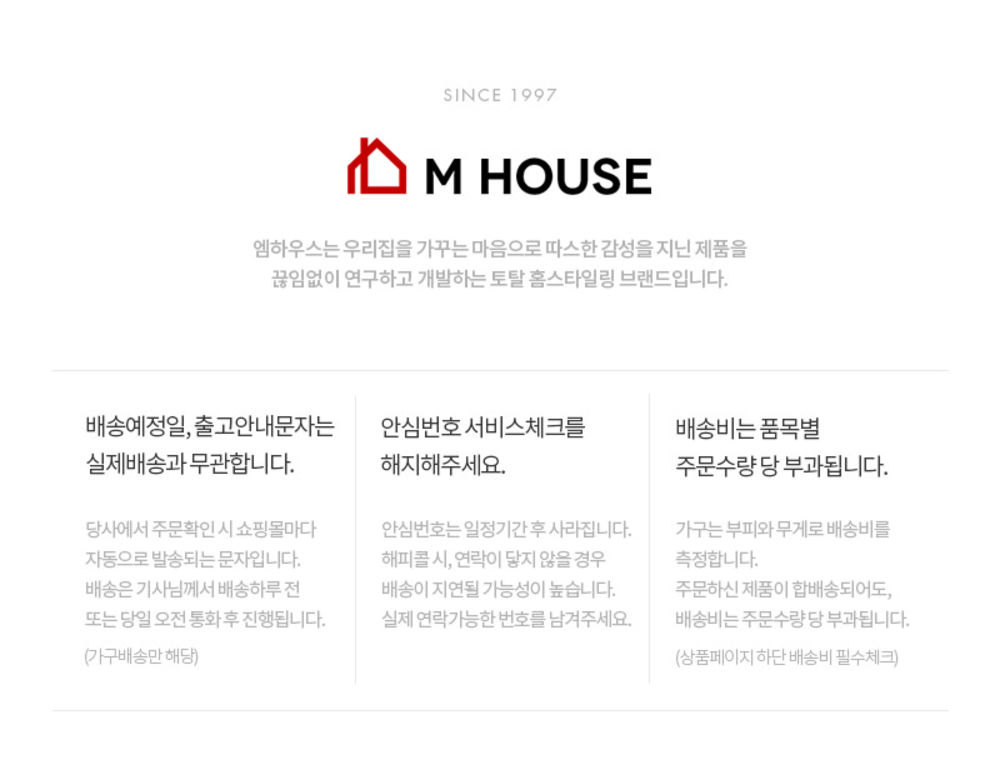 SINCE 1997
M HOUSE
엠하우스는 우리집을 가꾸는 마음으로 따스한 감성을 지닌 제품을
끊임없이 연구하고 개발하는 토탈 홈스타일링 브랜드입니다.
배송예정일, 출고안내문자는
실제배송과 무관합니다.
당사에서 주문확인 시 쇼핑몰마다
자동으로 발송되는 문자입니다.
배송은 기사님께서 배송하루 전
또는 당일 오전 통화 후 진행됩니다.
(가구배송만 해당)
안심번호 서비스체크를
해지해주세요.
안심번호는 일정기간 후 사라집니다.
해피콜 시, 연락이 닿지 않을 경우
배송이 지연될 가능성이 높습니다.
실제 연락가능한 번호를 남겨주세요.
배송비는 품목별
주문수량 당 부과됩니다.
가구는 부피와 무게로 배송비를
측정합니다.
주문하신 제품이 합배송되어도,
배송비는 주문수량 당 부과됩니다.
(상품페이지 하단 배송비 필수체크)